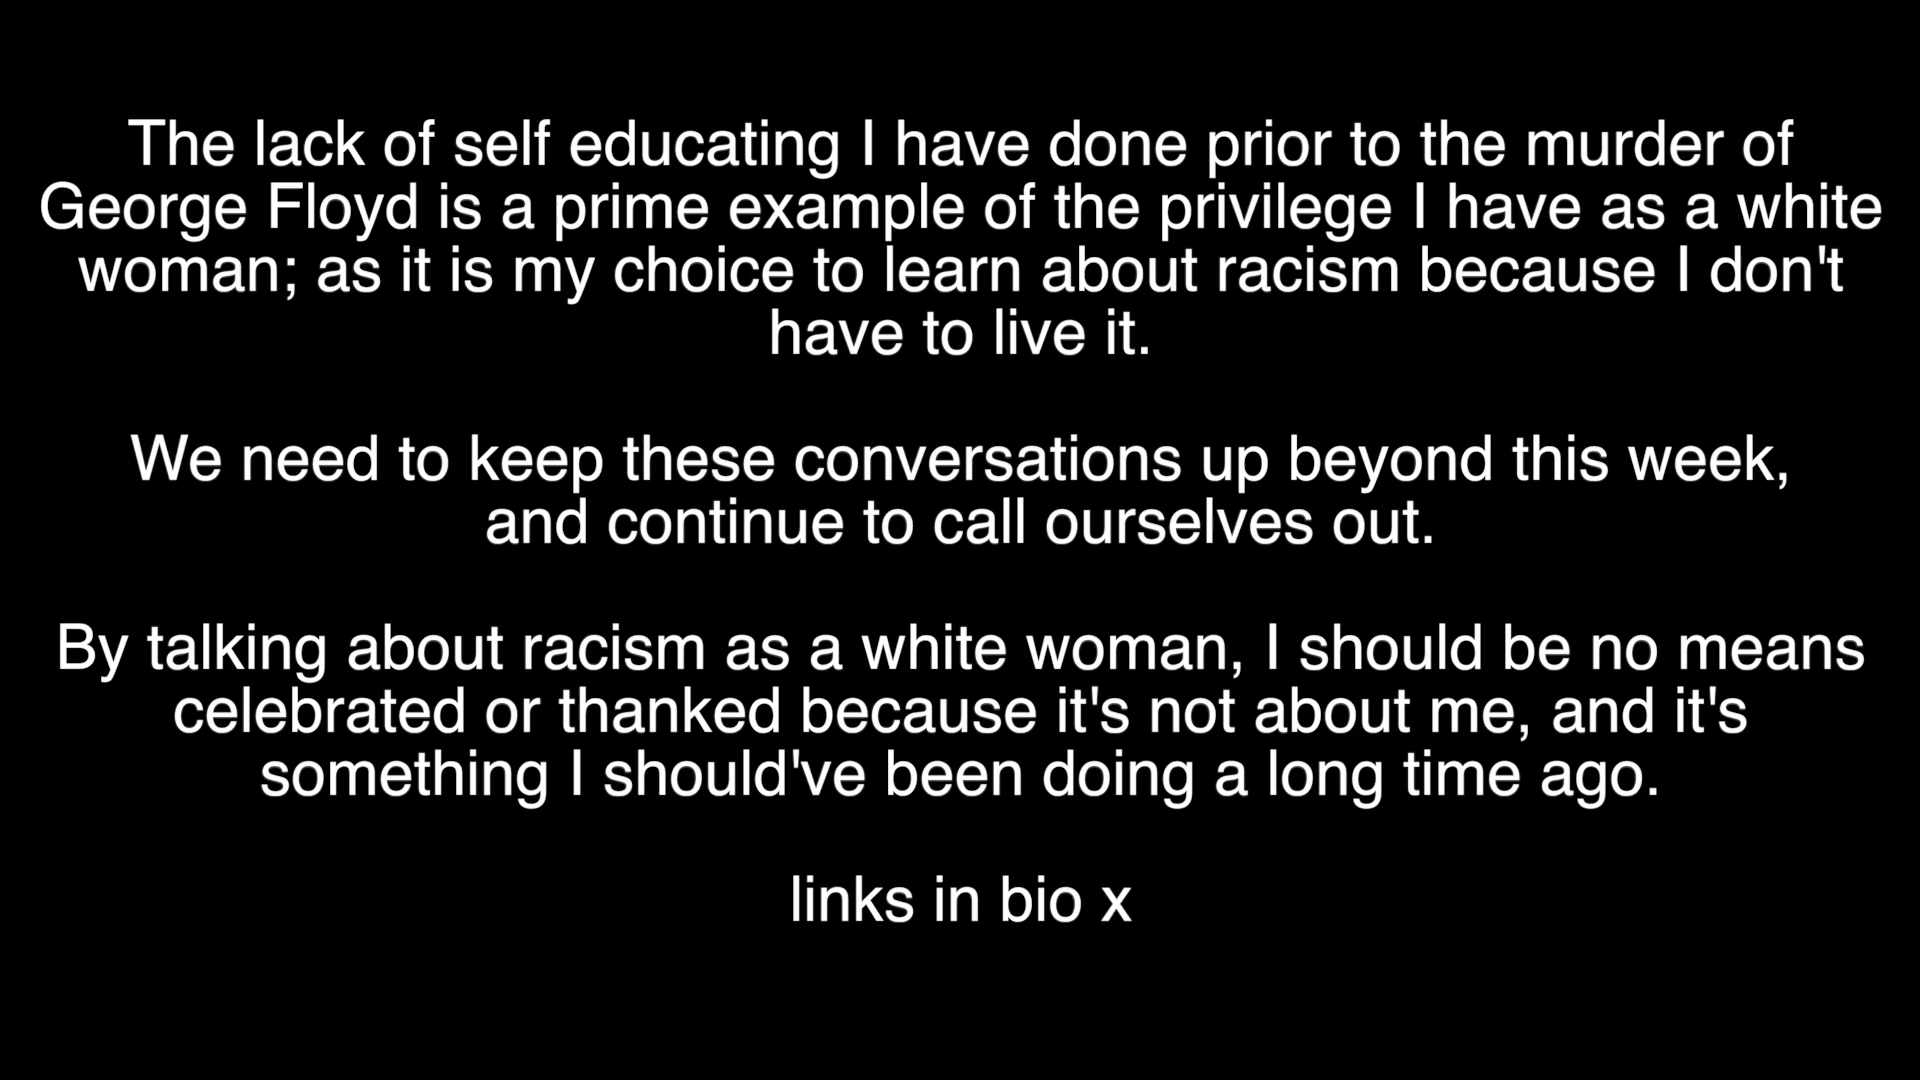 The lack of self educating I have done prior to the murder of
George Floyd is a prime example of the privilege I have as a white
woman; as it is my choice to learn about racism because I don't
have to live it.
We need to keep these conversations up beyond this week,
and continue to call ourselves out.
By talking about racism as a white woman, I should be no means
celebrated or thanked because it's not about me, and it's
something I should've been doing a long time ago.
links in bio x